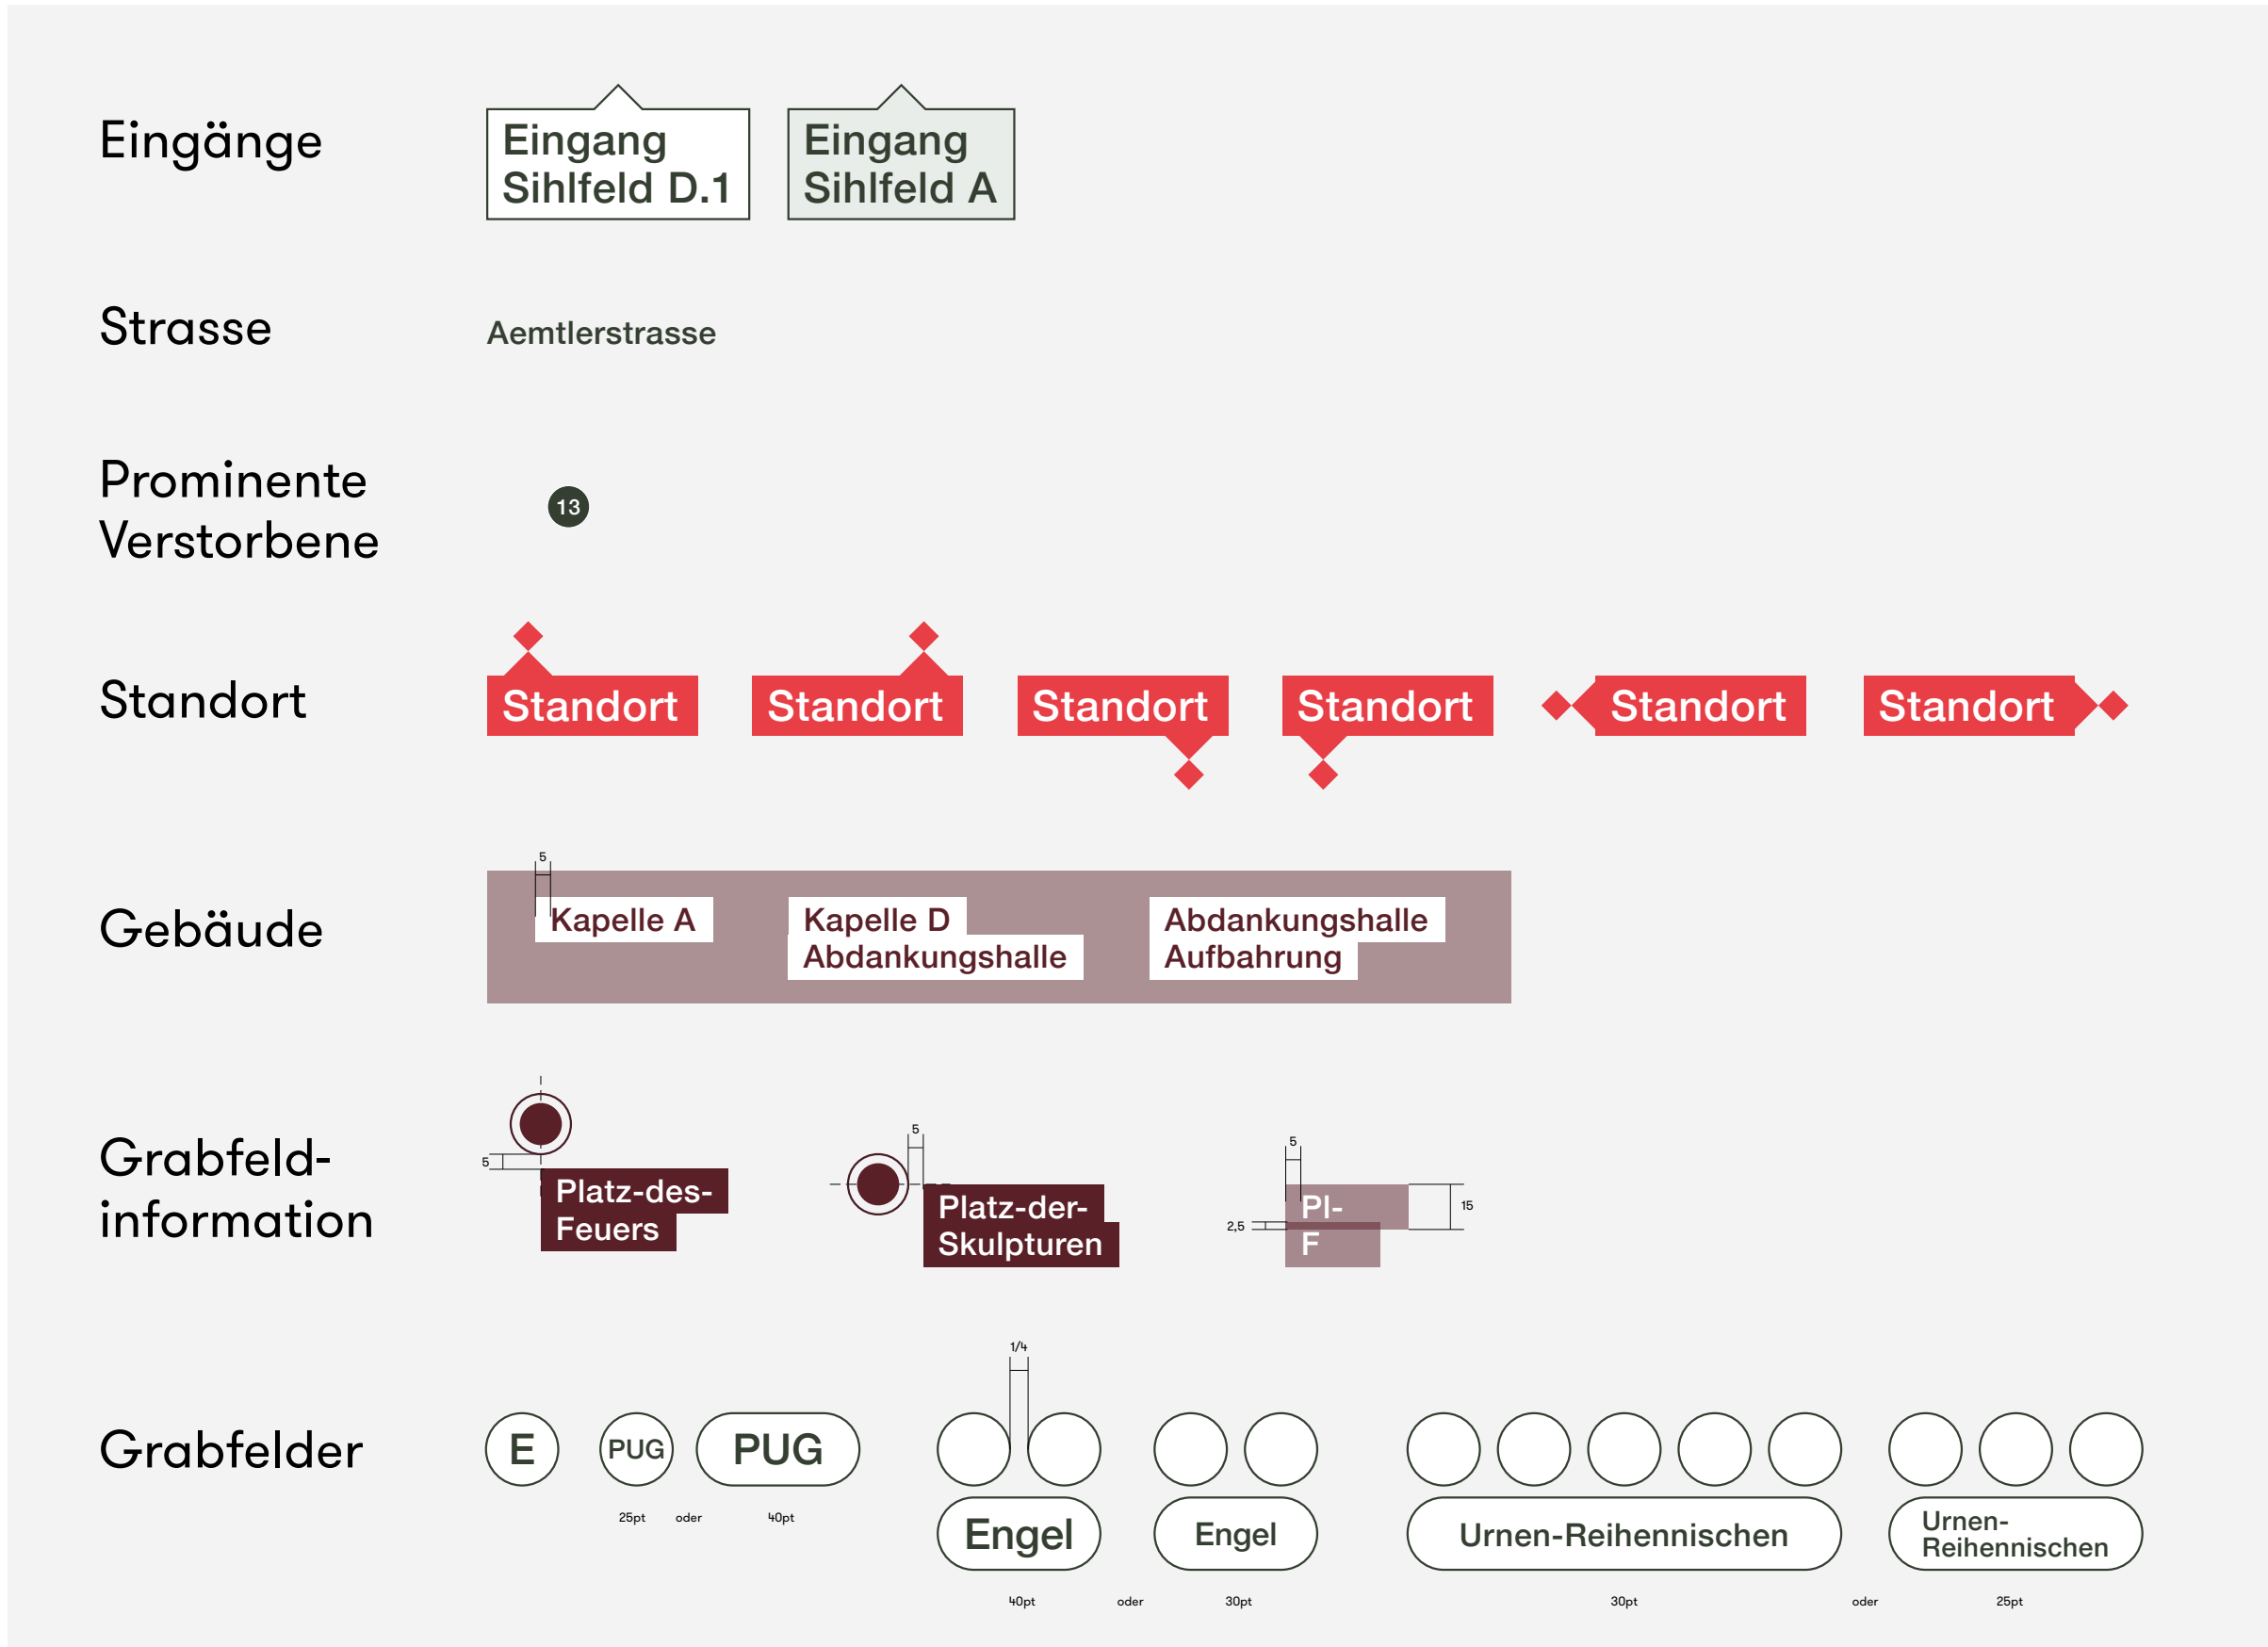 Eingänge
Eingang
Sihlfeld D.1
Eingang
Sihlfeld A
Strasse
Aemtlerstrasse
Prominente
Verstorbene
13
Standort
Standort
Standort
Standort
Standort
Standort
Standort
Gebäude
5
Kapelle A
Kapelle D
Abdankungshalle
Abdankungshalle
Aufbahrung
Grabfeld-
information
5
Platz-des-
Feuers
5
Platz-der-
Skulpturen
5
Pl-
F
2,5
15
Grabfelder
E
PUG
PUG
25pt oder 40pt
1/4
Engel
Engel
40pt oder 30pt
Urnen-Reihennischen
Urnen-
Reihennischen
30pt oder 25pt